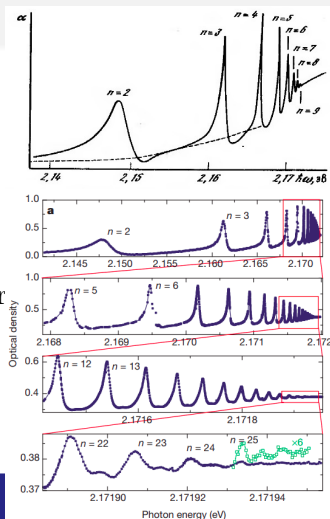 α
n=2
n=3
n=4
n=5
n=6
n=7
n=8
n=9
2,14
2,15
2,16
2,17 ħω, эв
a
1.0
0.5
0.0
n = 2
n = 3
2.145
2.150
2.155
2.160
2.165
2.170
1.0
0.5
n = 5
n = 6
2.168
2.169
2.170
2.171
2.172
Optical density
0.6
0.4
n = 12
n = 13
2.1716
2.1718
0.38
0.37
n = 22
n = 23
n = 24
n = 25
×6
2.17190
2.17192
2.17194
Photon energy (eV)